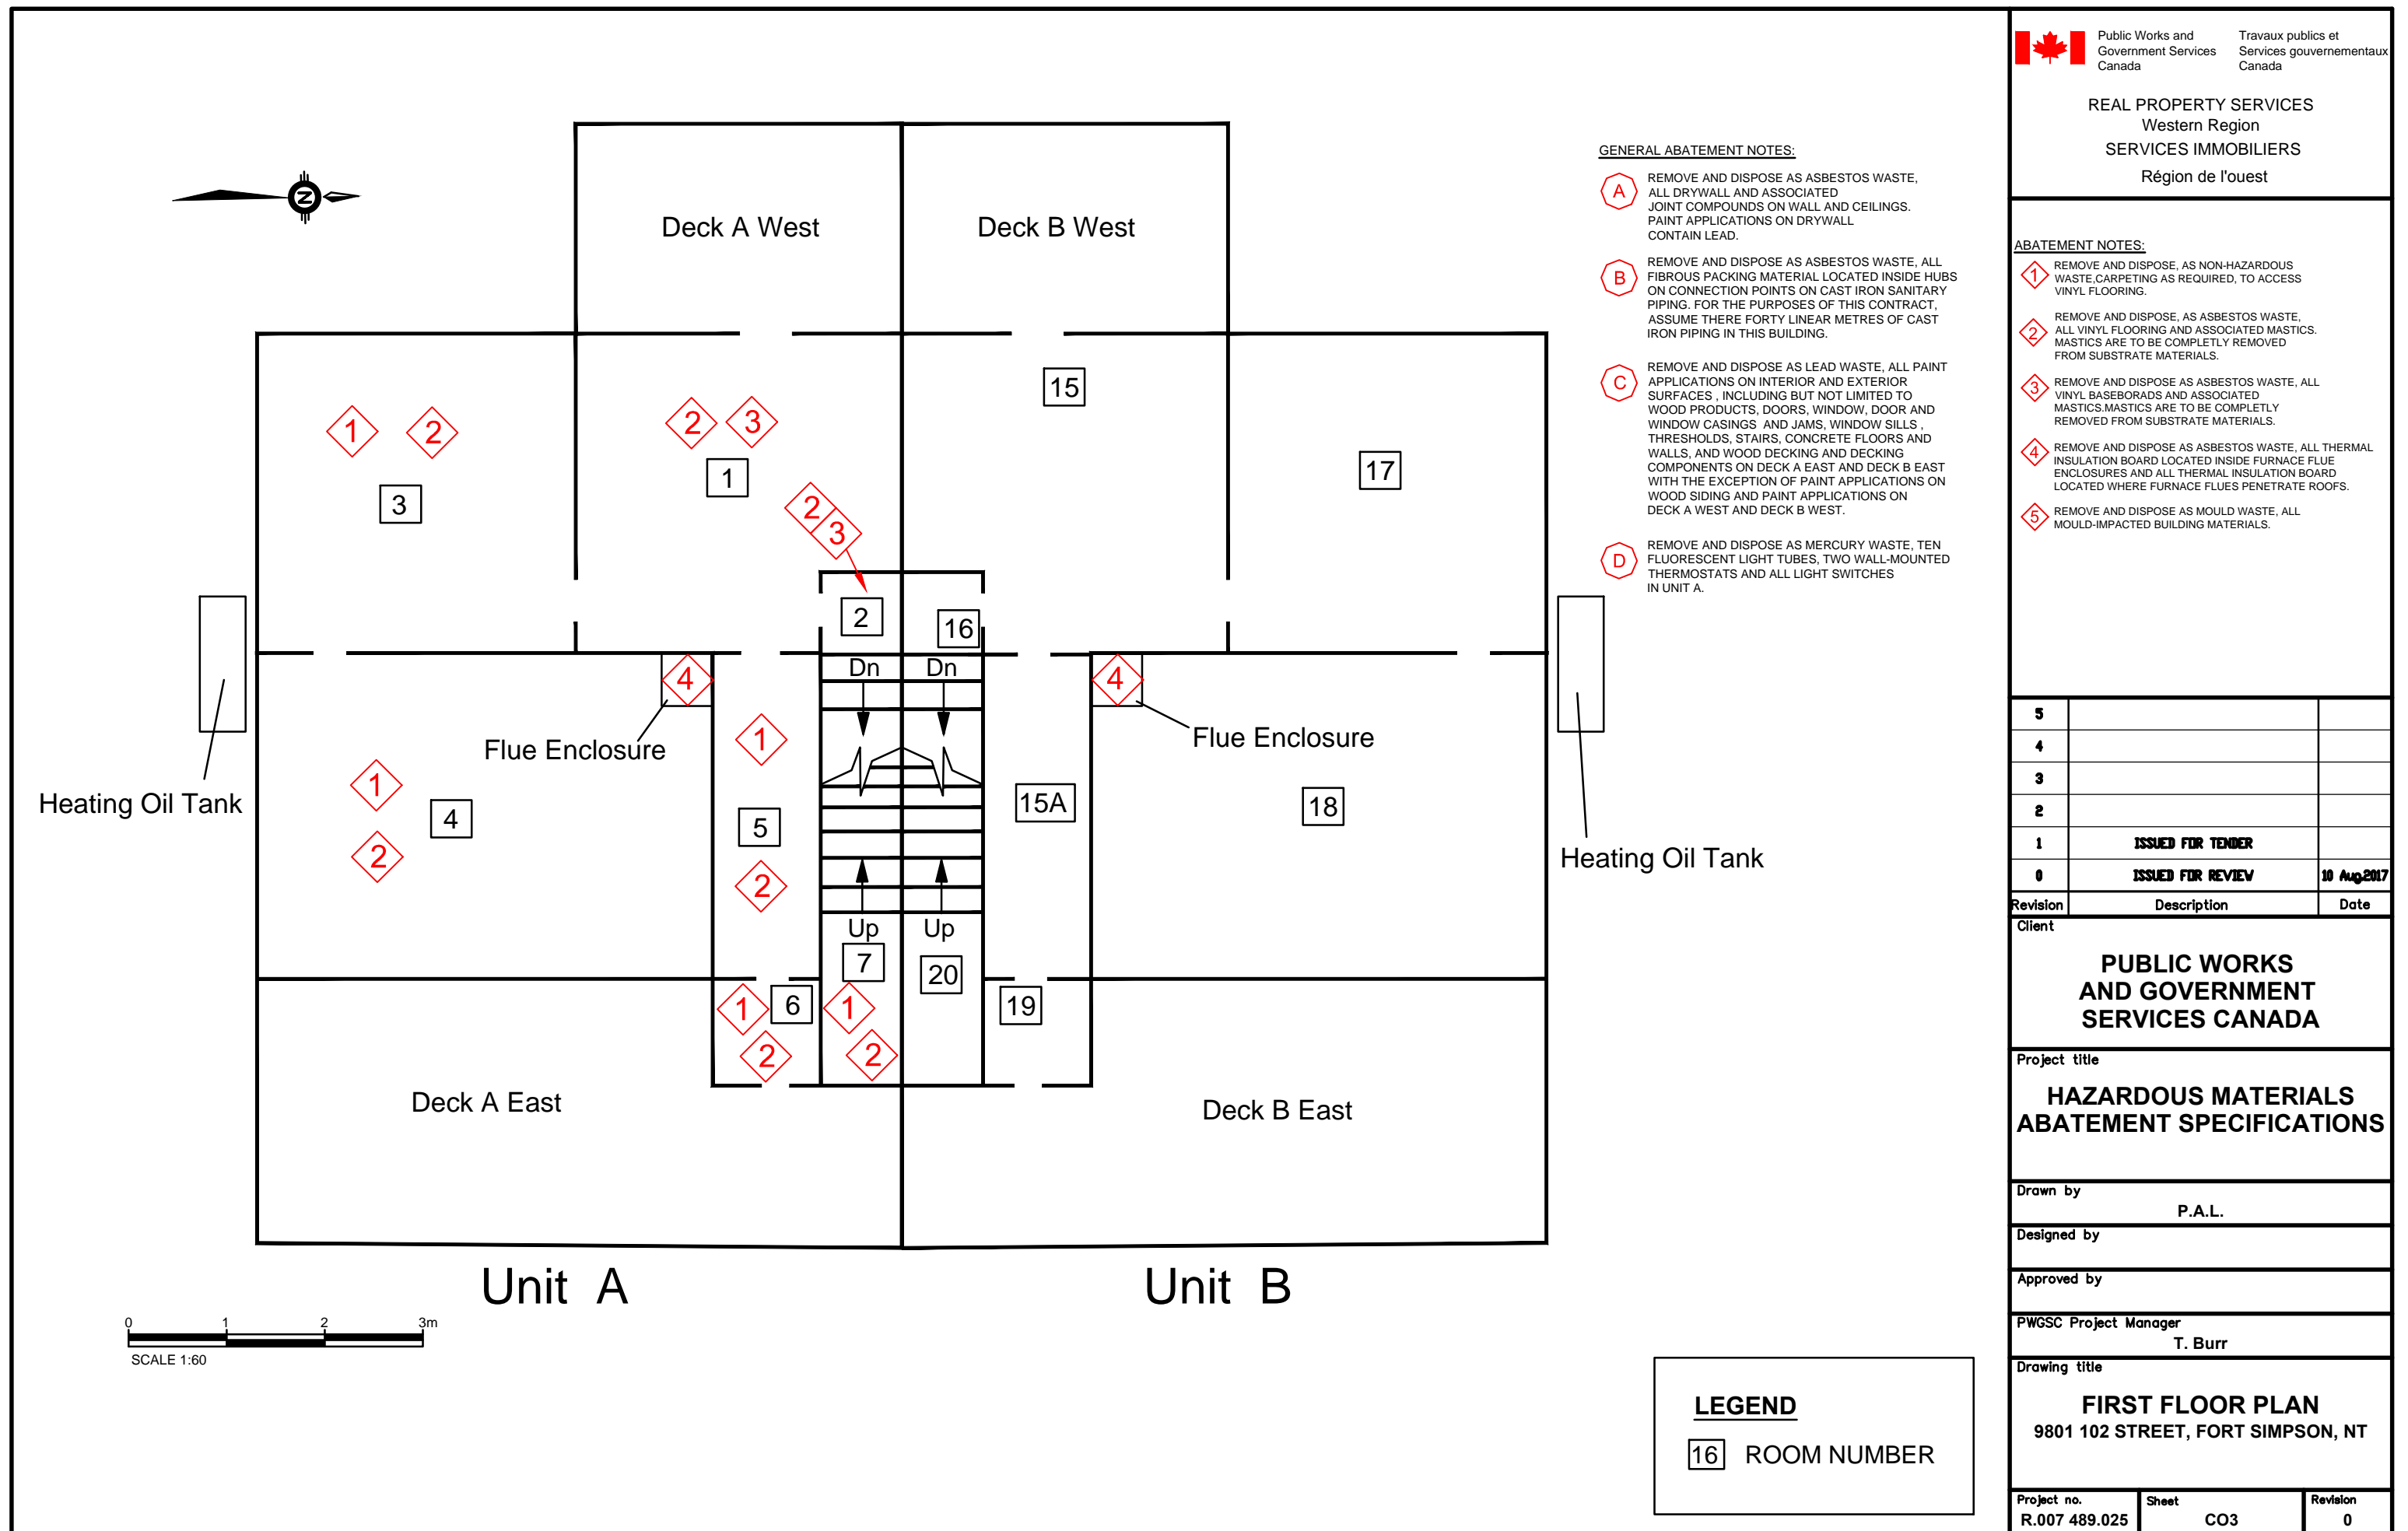 N
Deck A West
Deck B West
1 2
2 3
15
1
3
17
2
3
2
16
Dn Dn
4
4
Flue Enclosure
Flue Enclosure
1
1
Heating Oil Tank
4
2
5
2
15A
18
Heating Oil Tank
Up Up
7
20
1
6
1
19
2
2
Deck A East
Deck B East
Unit A
Unit B
0 1 2 3m
SCALE 1:60
GENERAL ABATEMENT NOTES:
A
REMOVE AND DISPOSE AS ASBESTOS WASTE,
ALL DRYWALL AND ASSOCIATED
JOINT COMPOUNDS ON WALL AND CEILINGS.
PAINT APPLICATIONS ON DRYWALL
CONTAIN LEAD.
B
REMOVE AND DISPOSE AS ASBESTOS WASTE, ALL
FIBROUS PACKING MATERIAL LOCATED INSIDE HUBS
ON CONNECTION POINTS ON CAST IRON SANITARY
PIPING. FOR THE PURPOSES OF THIS CONTRACT,
ASSUME THERE FORTY LINEAR METRES OF CAST
IRON PIPING IN THIS BUILDING.
C
REMOVE AND DISPOSE AS LEAD WASTE, ALL PAINT
APPLICATIONS ON INTERIOR AND EXTERIOR
SURFACES , INCLUDING BUT NOT LIMITED TO
WOOD PRODUCTS, DOORS, WINDOW, DOOR AND
WINDOW CASINGS AND JAMS, WINDOW SILLS ,
THRESHOLDS, STAIRS, CONCRETE FLOORS AND
WALLS, AND WOOD DECKING AND DECKING
COMPONENTS ON DECK A EAST AND DECK B EAST
WITH THE EXCEPTION OF PAINT APPLICATIONS ON
WOOD SIDING AND PAINT APPLICATIONS ON
DECK A WEST AND DECK B WEST.
D
REMOVE AND DISPOSE AS MERCURY WASTE, TEN
FLUORESCENT LIGHT TUBES, TWO WALL-MOUNTED
THERMOSTATS AND ALL LIGHT SWITCHES
IN UNIT A.
LEGEND
16 ROOM NUMBER
Public Works and
Government Services
Canada
Travaux publics et
Services gouvernementaux
Canada
REAL PROPERTY SERVICES
Western Region
SERVICES IMMOBILIERS
Région de l'ouest
ABATEMENT NOTES:
1
REMOVE AND DISPOSE, AS NON-HAZARDOUS
WASTE,CARPETING AS REQUIRED, TO ACCESS
VINYL FLOORING.
2
REMOVE AND DISPOSE, AS ASBESTOS WASTE,
ALL VINYL FLOORING AND ASSOCIATED MASTICS.
MASTICS ARE TO BE COMPLETLY REMOVED
FROM SUBSTRATE MATERIALS.
3
REMOVE AND DISPOSE AS ASBESTOS WASTE, ALL
VINYL BASEBORADS AND ASSOCIATED
MASTICS.MASTICS ARE TO BE COMPLETLY
REMOVED FROM SUBSTRATE MATERIALS.
4
REMOVE AND DISPOSE AS ASBESTOS WASTE, ALL THERMAL
INSULATION BOARD LOCATED INSIDE FURNACE FLUE
ENCLOSURES AND ALL THERMAL INSULATION BOARD
LOCATED WHERE FURNACE FLUES PENETRATE ROOFS.
5
REMOVE AND DISPOSE AS MOULD WASTE, ALL
MOULD-IMPACTED BUILDING MATERIALS.
5
4
3
2
1 ISSUED FOR TENDER
0 ISSUED FOR REVIEW 10 Aug.2017
Revision Description Date
Client
PUBLIC WORKS
AND GOVERNMENT
SERVICES CANADA
Project title
HAZARDOUS MATERIALS
ABATEMENT SPECIFICATIONS
Drawn by
P.A.L.
Designed by
Approved by
PWGSC Project Manager
T. Burr
Drawing title
FIRST FLOOR PLAN
9801 102 STREET, FORT SIMPSON, NT
Project no. Sheet Revision
R.007 489.025 CO3 0